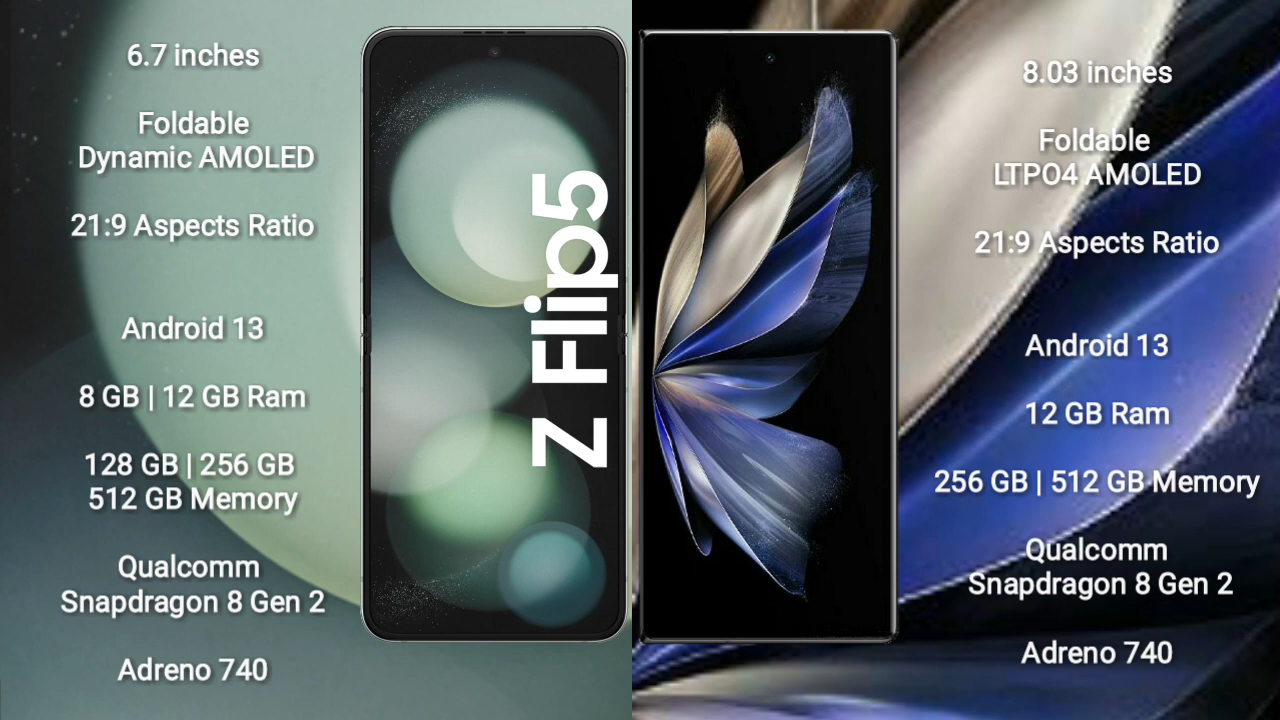 6.7 inches
Foldable
Dynamic AMOLED
21:9 Aspects Ratio
Android 13
8 GB | 12 GB Ram
128 GB | 256 GB
512 GB Memory
Qualcomm
Snapdragon 8 Gen 2
Adreno 740
Z Flip5
8.03 inches
Foldable
LTPO4 AMOLED
21:9 Aspects Ratio
Android 13
12 GB Ram
256 GB | 512 GB Memory
Qualcomm
Snapdragon 8 Gen 2
Adreno 740